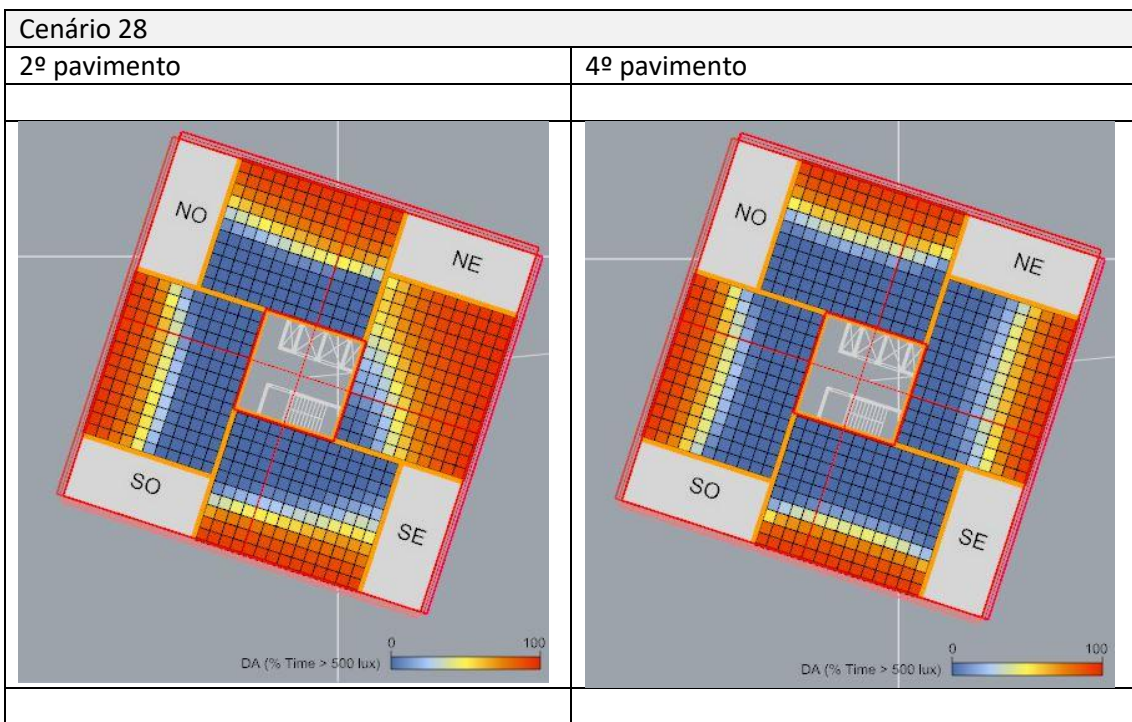 Cenário 28
2º pavimento
4º pavimento
NO
NE
SO
SE
0 100
DA (% Time > 500 lux)
NO
NE
SO
SE
0 100
DA (% Time > 500 lux)